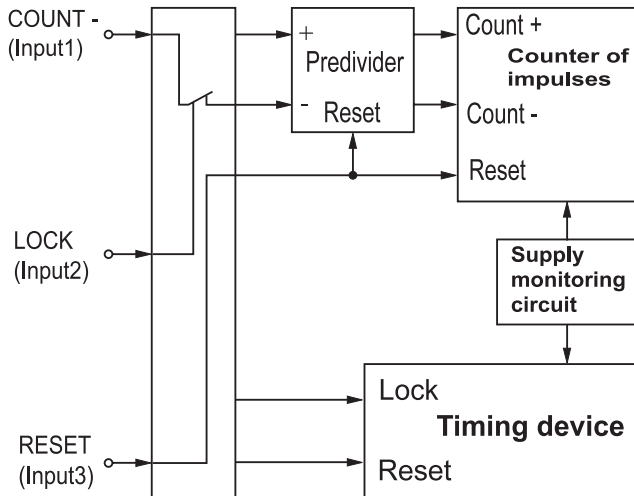 COUNT -
(Input1)
+
Predivider
-
Reset
Count +
Counter of
impulses
Count -
Reset
LOCK
(Input2)
Supply
monitoring
circuit
Lock
Timing device
RESET
(Input3)
Reset